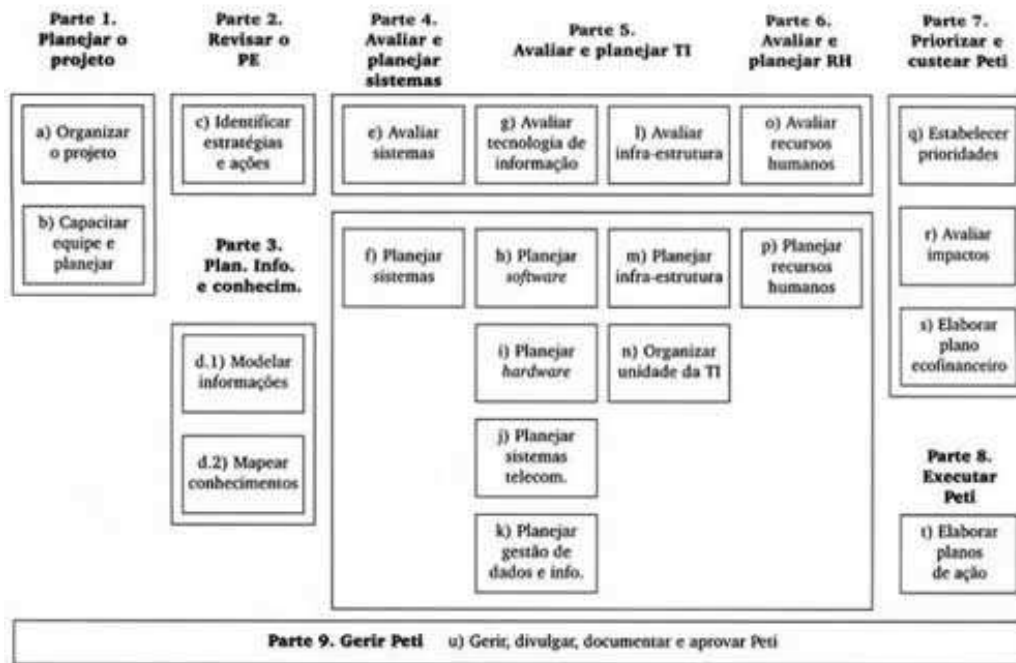 Parte 1.
Planejar o
projeto
a) Organizar
o projeto
b) Capacitar
equipe e
planejar
Parte 2.
Revisar o
PE
c) Identificar
estratégias
e ações
Parte 3.
Plan. Info.
e conhecim.
d.1) Modelar
informações
d.2) Mapear
conhecimentos
Parte 4.
Avaliar e
planejar
sistemas
e) Avaliar
sistemas
f) Planejar
sistemas
Parte 5.
Avaliar e planejar TI
g) Avaliar
tecnologia de
informação
h) Planejar
software
i) Planejar
hardware
j) Planejar
sistemas
telecom.
k) Planejar
gestão de
dados e info.
l) Avaliar
infra-estrutura
m) Planejar
infra-estrutura
n) Organizar
unidade da TI
Parte 6.
Avaliar e
planejar RH
o) Avaliar
recursos
humanos
p) Planejar
recursos
humanos
Parte 7.
Priorizar e
custear Peti
q) Estabelecer
prioridades
r) Avaliar
impactos
s) Elaborar
plano
ecofinanceiro
Parte 8.
Executar
Peti
t) Elaborar
planos
de ação
Parte 9. Gerir Peti u) Gerir, divulgar, documentar e aprovar Peti